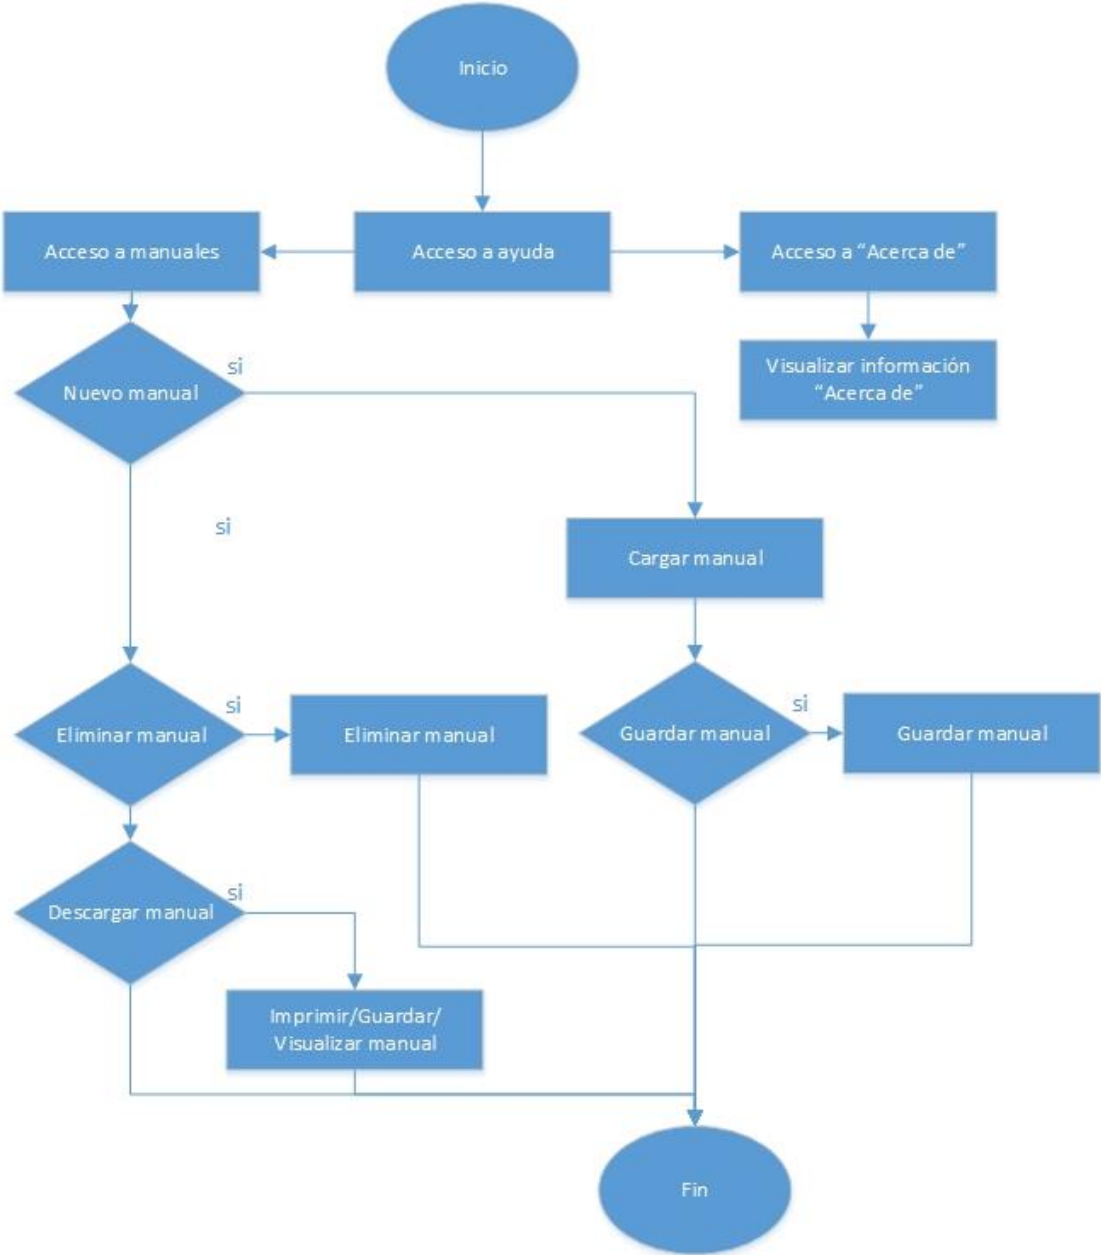 Inicio
Acceso a manuales
Acceso a ayuda
Acceso a “Acerca de”
si
Nuevo manual
Visualizar información
“Acerca de”
si
Cargar manual
si
Eliminar manual
Eliminar manual
si
Guardar manual
Guardar manual
si
Descargar manual
Imprimir/Guardar/
Visualizar manual
Fin